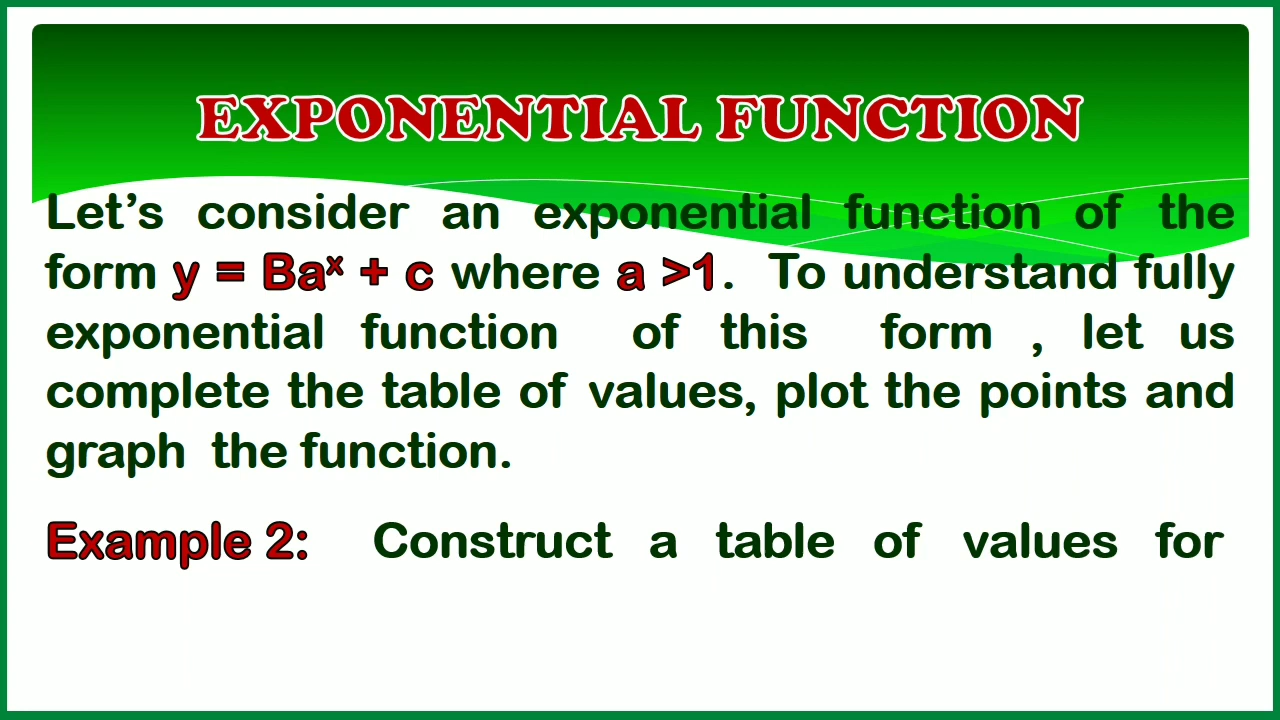 EXPONENTIAL FUNCTION
Let’s consider an exponential function of the
form y = Baˣ + c where a >1. To understand fully
exponential function of this form , let us
complete the table of values, plot the points and
graph the function.
Example 2: Construct a table of values for